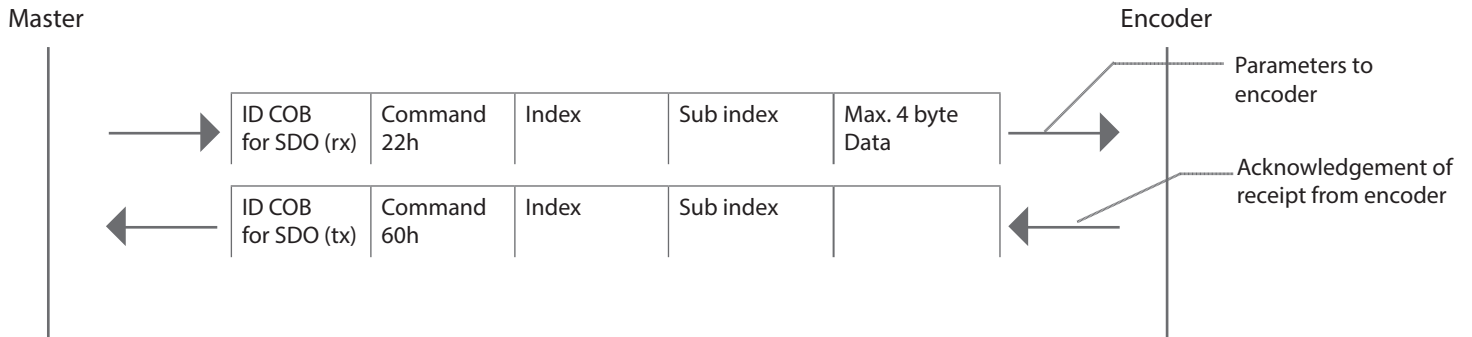 Master
Encoder
Parameters to
encoder
ID COB
for SDO (rx)
Command
22h
Index
Sub index
Max. 4 byte
Data
Acknowledgement of
receipt from encoder
ID COB
for SDO (tx)
Command
60h
Index
Sub index